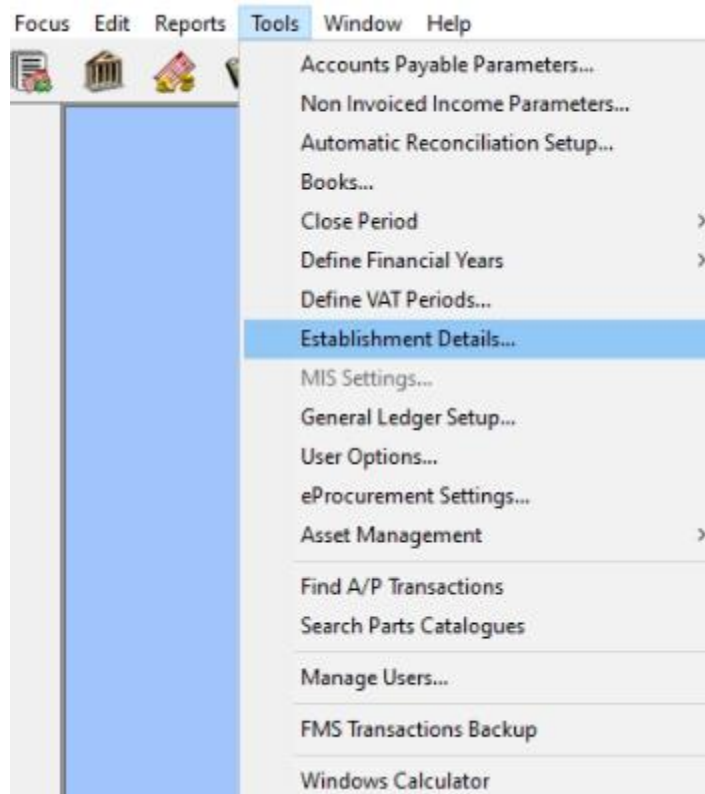 Focus Edit Reports Tools Window Help
Accounts Payable Parameters...
Non Invoiced Income Parameters...
Automatic Reconciliation Setup...
Books...
Close Period
Define Financial Years
Define VAT Periods...
Establishment Details...
MIS Settings...
General Ledger Setup...
User Options...
eProcurement Settings...
Asset Management
Find A/P Transactions
Search Parts Catalogues
Manage Users...
FMS Transactions Backup
Windows Calculator